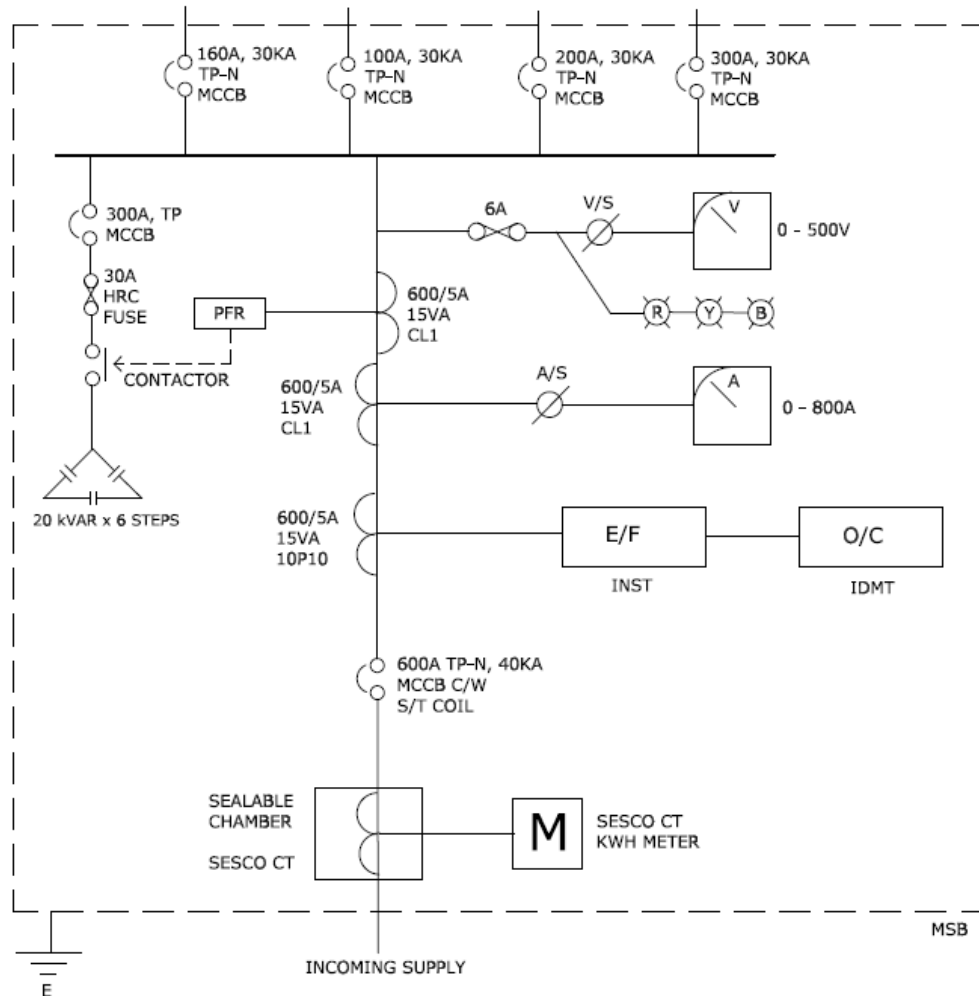 160A, 30KA
TP-N
MCCB
100A, 30KA
TP-N
MCCB
200A, 30KA
TP-N
MCCB
300A, 30KA
TP-N
MCCB
300A, TP
MCCB
30A
HRC
FUSE
CONTACTOR
20 kVAR x 6 STEPS
PFR
6A
V/S
V
0 - 500V
R
Y
B
600/5A
15VA
CL1
600/5A
15VA
CL1
A/S
A
0 - 800A
600/5A
15VA
10P10
E/F
INST
O/C
IDMT
600A TP-N, 40KA
MCCB C/W
S/T COIL
SEALABLE
CHAMBER
SESCO CT
M
SESCO CT
KWH METER
MSB
E
INCOMING SUPPLY